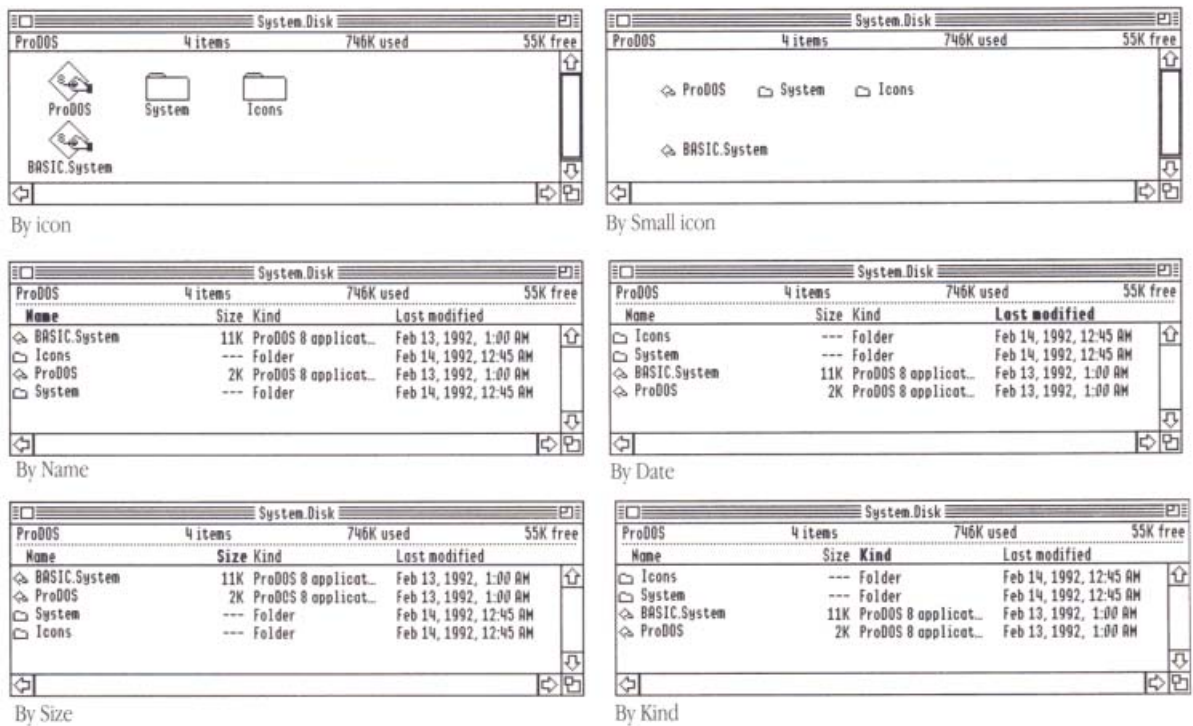 System.Disk
ProDOS 4 items 746K used 55K free
ProDOS System Icons
BASIC.System
By icon
System.Disk
ProDOS 4 items 746K used 55K free
ProDOS System Icons
BASIC.System
By Small icon
System.Disk
ProDOS 4 items 746K used 55K free
Name Size Kind Last modified
BASIC.System 11K ProDOS 8 applicat... Feb 13, 1992, 1:00 AM
Icons --- Folder Feb 14, 1992, 12:45 AM
ProDOS 2K ProDOS 8 applicat... Feb 13, 1992, 1:00 AM
System --- Folder Feb 14, 1992, 12:45 AM
By Name
System.Disk
ProDOS 4 items 746K used 55K free
Name Size Kind Last modified
Icons --- Folder Feb 14, 1992, 12:45 AM
System --- Folder Feb 14, 1992, 12:45 AM
BASIC.System 11K ProDOS 8 applicat... Feb 13, 1992, 1:00 AM
ProDOS 2K ProDOS 8 applicat... Feb 13, 1992, 1:00 AM
By Date
System.Disk
ProDOS 4 items 746K used 55K free
Name Size Kind Last modified
BASIC.System 11K ProDOS 8 applicat... Feb 13, 1992, 1:00 AM
ProDOS 2K ProDOS 8 applicat... Feb 13, 1992, 1:00 AM
System --- Folder Feb 14, 1992, 12:45 AM
Icons --- Folder Feb 14, 1992, 12:45 AM
By Size
System.Disk
ProDOS 4 items 746K used 55K free
Name Size Kind Last modified
Icons --- Folder Feb 14, 1992, 12:45 AM
System --- Folder Feb 14, 1992, 12:45 AM
BASIC.System 11K ProDOS 8 applicat... Feb 13, 1992, 1:00 AM
ProDOS 2K ProDOS 8 applicat... Feb 13, 1992, 1:00 AM
By Kind